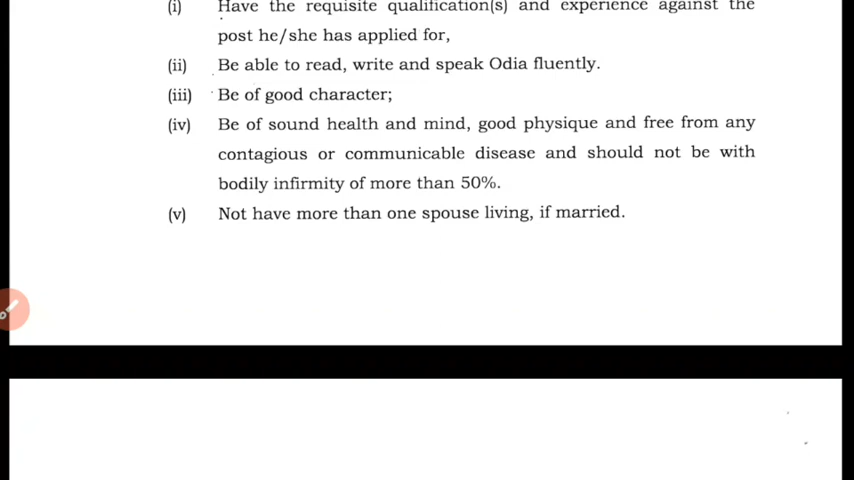 (i) Have the requisite qualification(s) and experience against the
post he/she has applied for,
(ii) Be able to read, write and speak Odia fluently.
(iii) Be of good character;
(iv) Be of sound health and mind, good physique and free from any
contagious or communicable disease and should not be with
bodily infirmity of more than 50%.
(v) Not have more than one spouse living, if married.